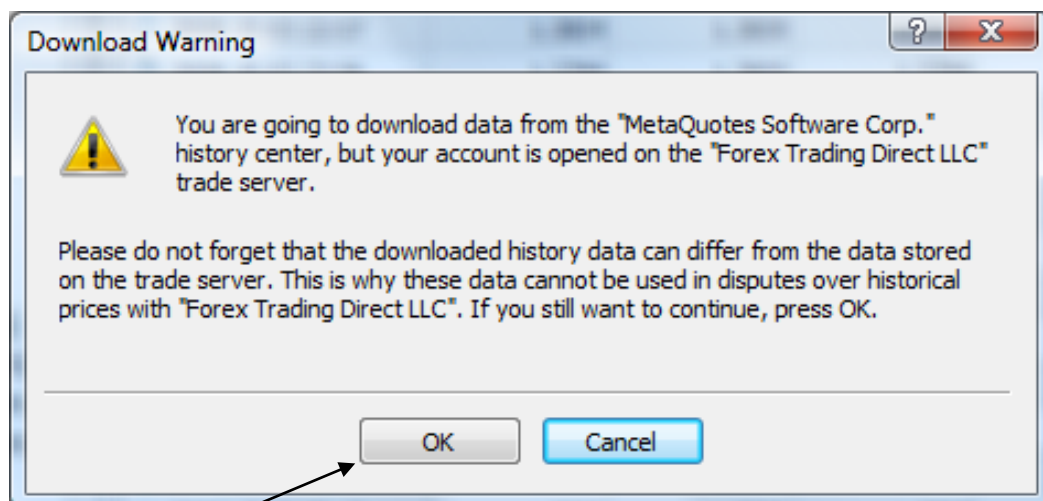 Download Warning
You are going to download data from the "MetaQuotes Software Corp."
history center, but your account is opened on the "Forex Trading Direct LLC"
trade server.
Please do not forget that the downloaded history data can differ from the data stored
on the trade server. This is why these data cannot be used in disputes over historical
prices with "Forex Trading Direct LLC". If you still want to continue, press OK.
OK
Cancel